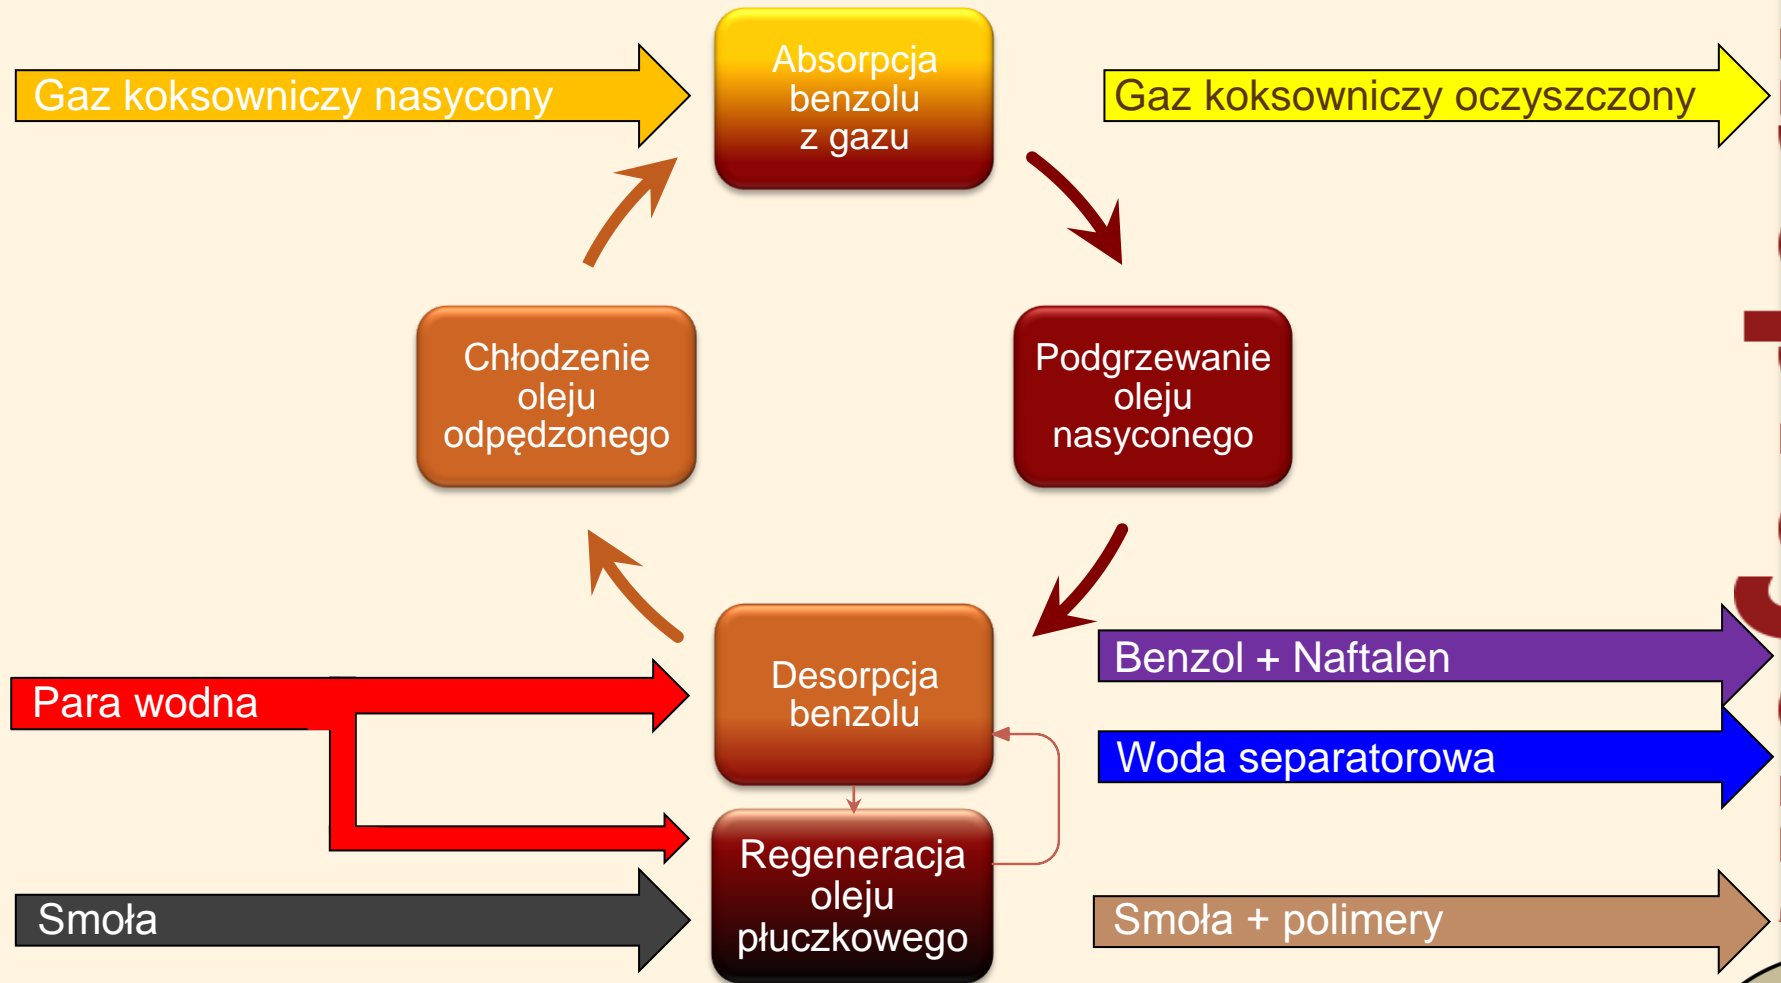 Gaz koksowniczy nasycony
Absorpcja
benzolu
z gazu
Gaz koksowniczy oczyszczony
Chłodzenie
oleju
odpędzonego
Podgrzewanie
oleju
nasyconego
Para wodna
Desorpcja
benzolu
Benzol + Naftalen
Woda separatorowa
Regeneracja
oleju
płuczkowego
Smoła
Smoła + polimery